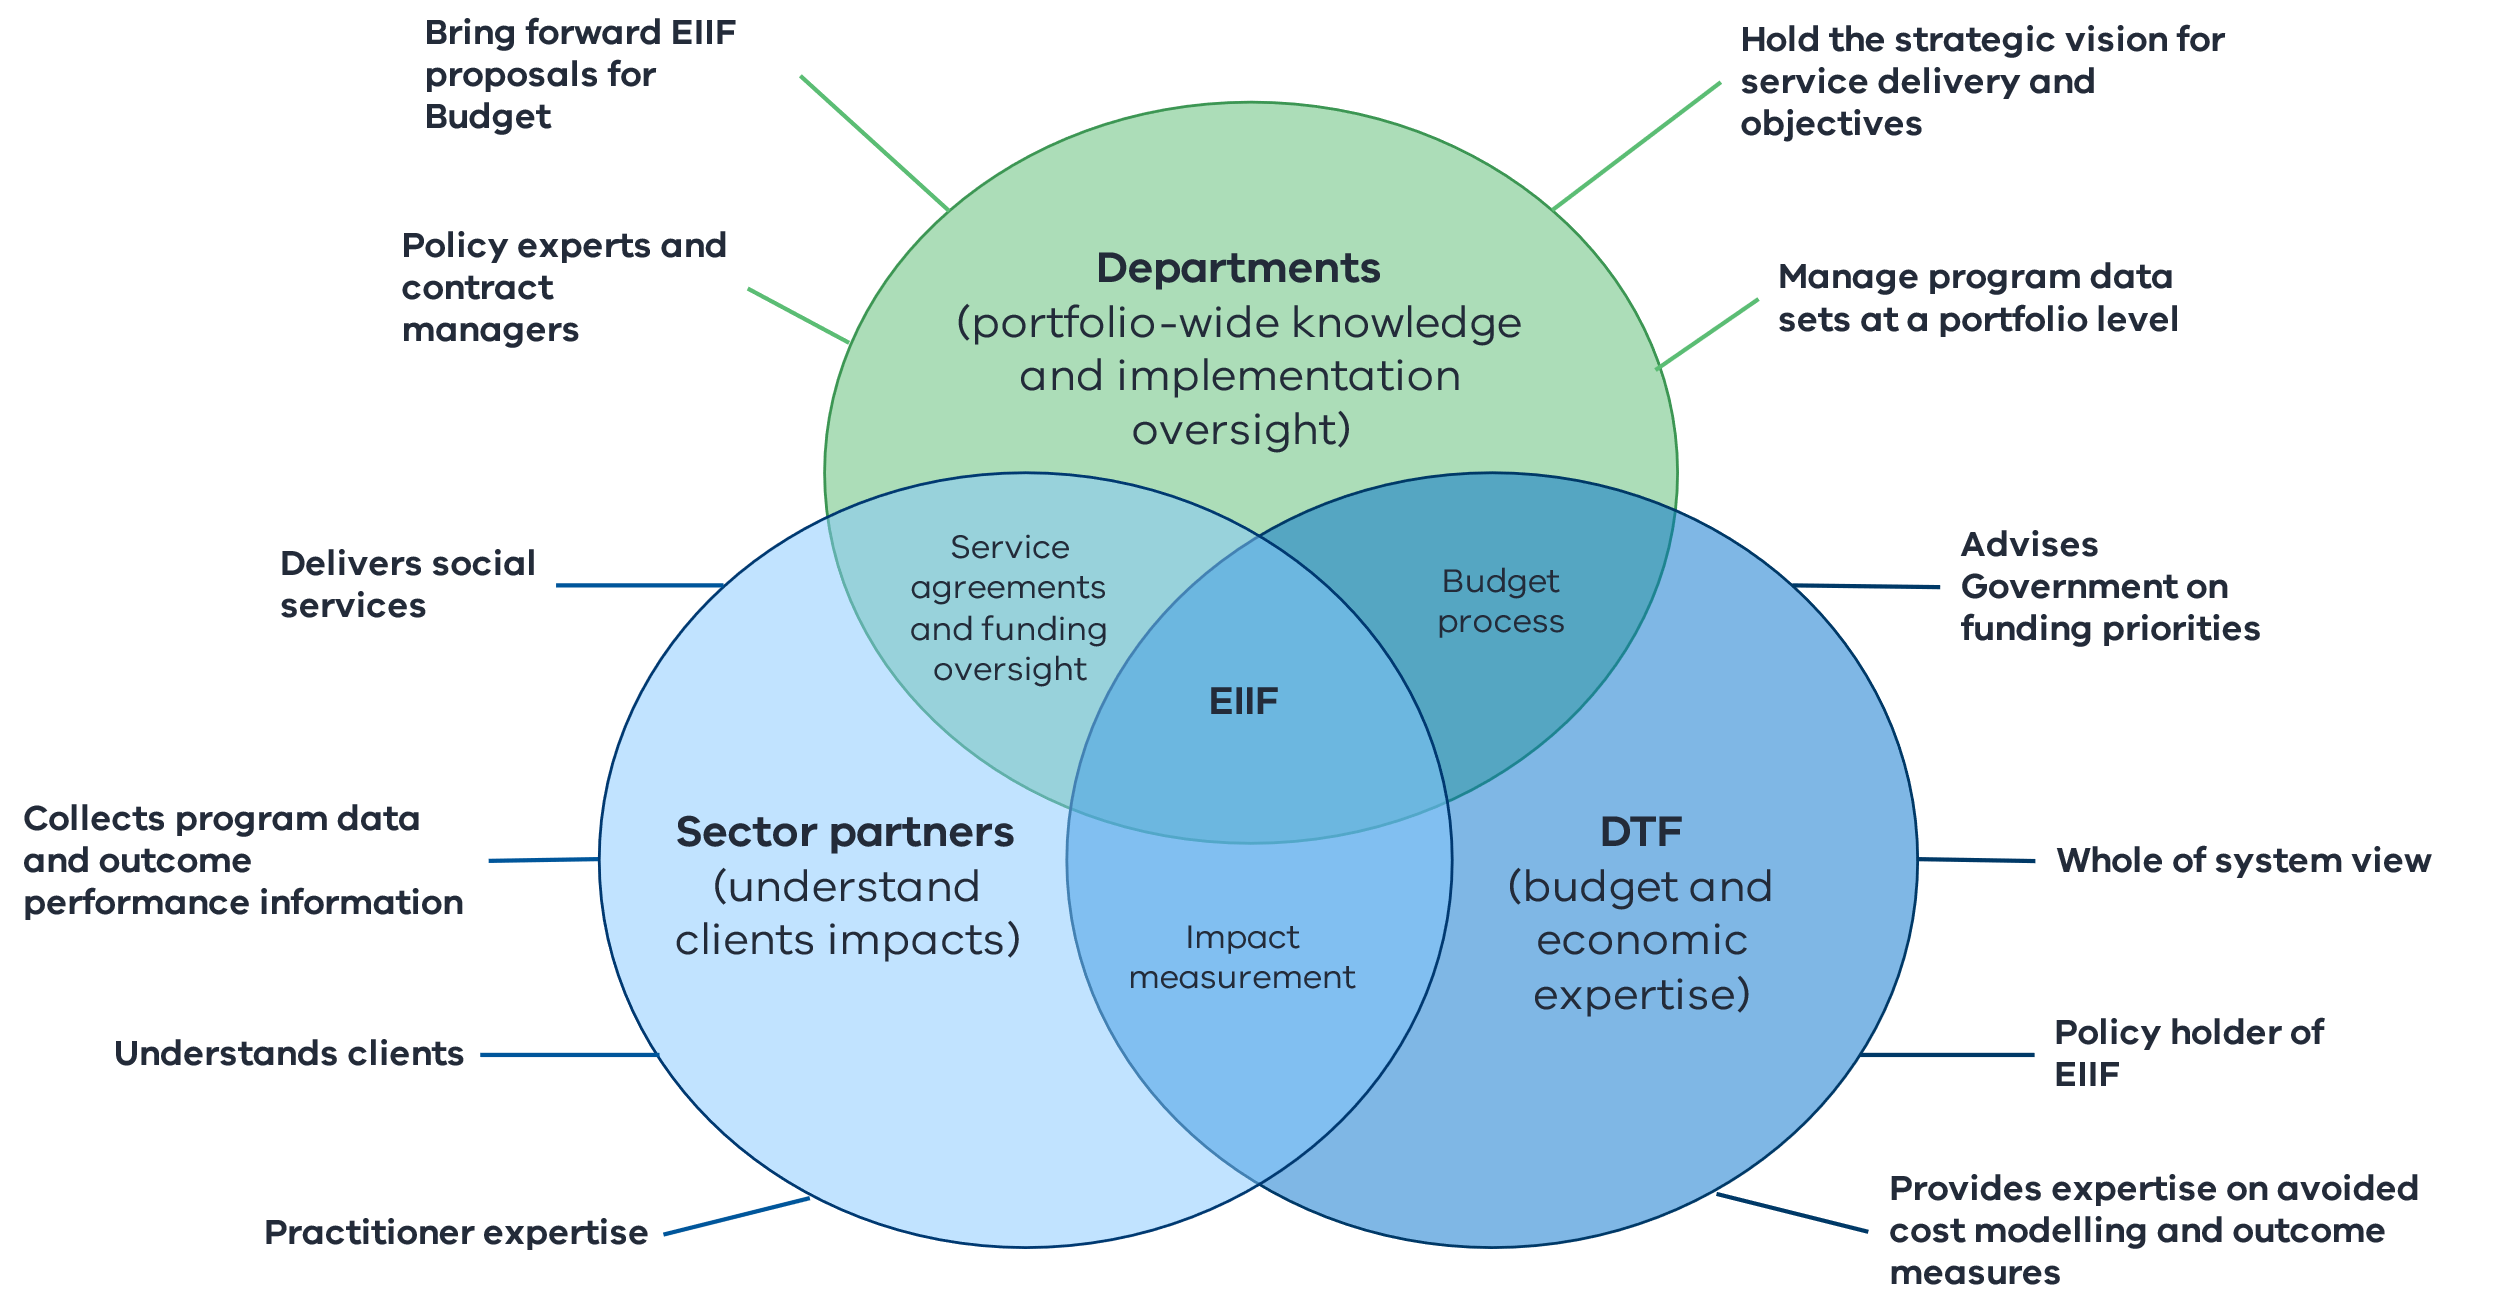 Bring forward EIIF
proposals for
Budget
Hold the strategic vision for
service delivery and
objectives
Policy experts and
contract
managers
Manage program data
sets at a portfolio level
Departments
(portfolio-wide knowledge
and implementation
oversight)
Delivers social
services
Service
agreements
and funding
oversight
Budget
process
Advises
Government on
funding priorities
EIIF
Collects program data
and outcome
performance information
Sector partners
(understand
clients impacts)
DTF
(budget and
economic
expertise)
Whole of system view
Impact
measurement
Understands clients
Policy holder of
EIIF
Practitioner expertise
Provides expertise on avoided
cost modelling and outcome
measures